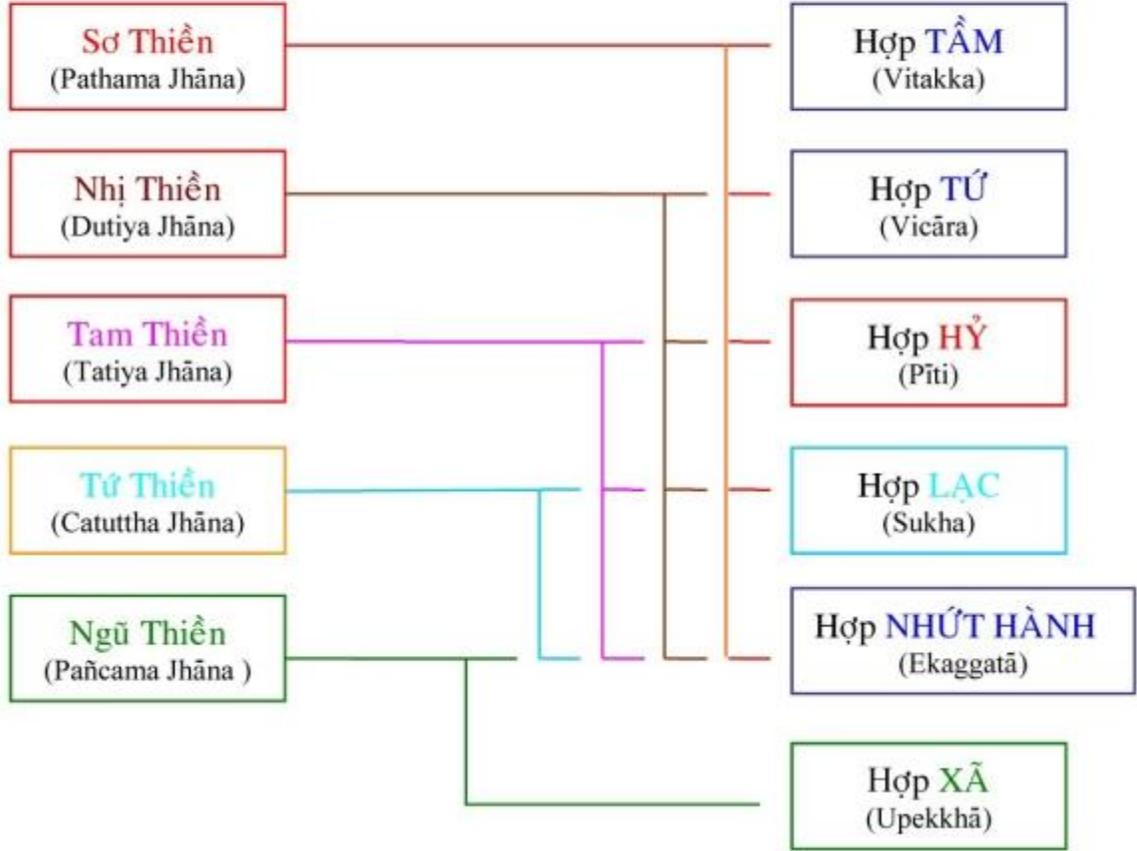 Sơ Thiền
(Pathama Jhāna)
Hợp TẦM
(Vitakka)
Nhị Thiền
(Dutiya Jhāna)
Hợp TỨ
(Vicāra)
Tam Thiền
(Tatiya Jhāna)
Hợp HỶ
(Pīti)
Tứ Thiền
(Catuttha Jhāna)
Hợp LẠC
(Sukha)
Ngũ Thiền
(Pañcama Jhāna )
Hợp NHỨT HÀNH
(Ekaggatā)
Hợp XÃ
(Upekkhā)